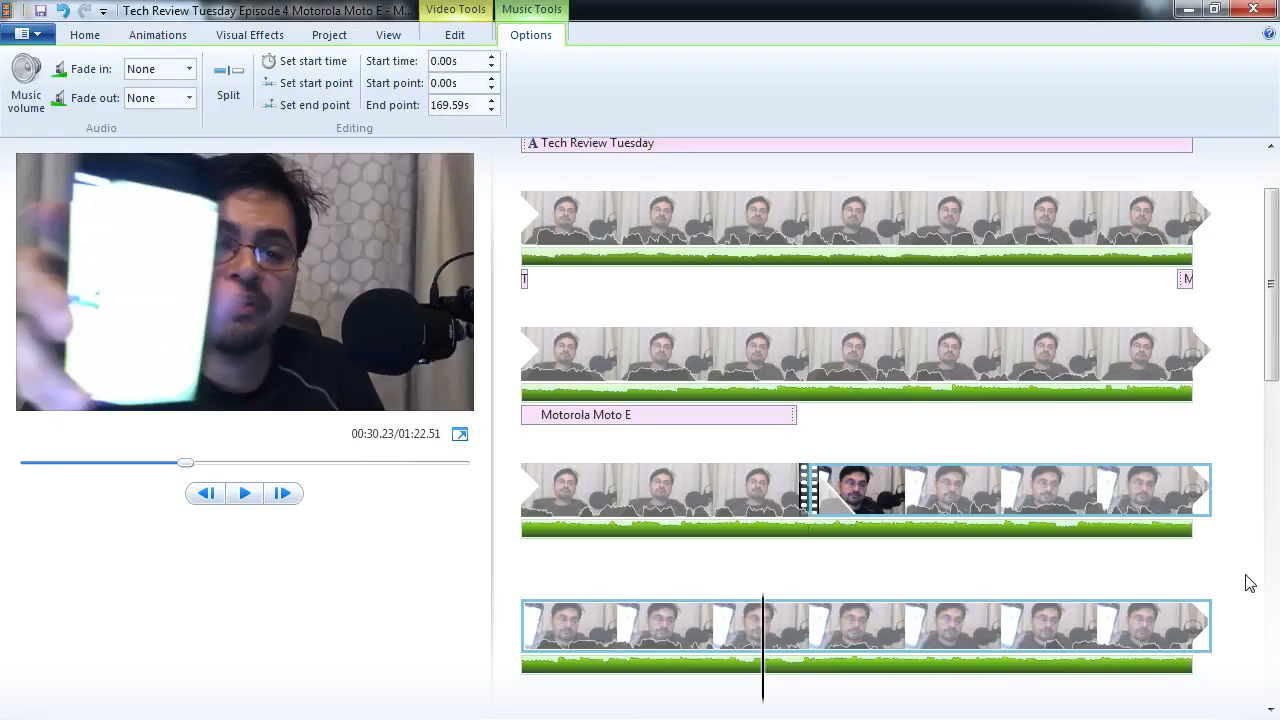 Tech Review Tuesday Episode 4 Motorola Moto E - M...
Video Tools
Music Tools
Home
Animations
Visual Effects
Project
View
Edit
Options
Music volume
Fade in: None
Fade out: None
Audio
Split
Set start time
Set start point
Set end point
Start time: 0.00s
Start point: 0.00s
End point: 169.59s
Editing
A Tech Review Tuesday
T
M
Motorola Moto E
00:30.23/01:22.51